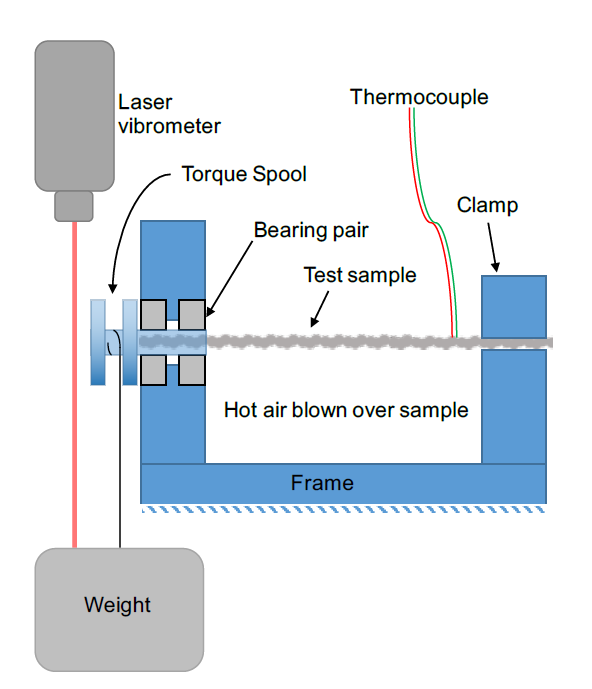 Laser
vibrometer
Thermocouple
Torque Spool
Clamp
Bearing pair
Test sample
Hot air blown over sample
Frame
Weight